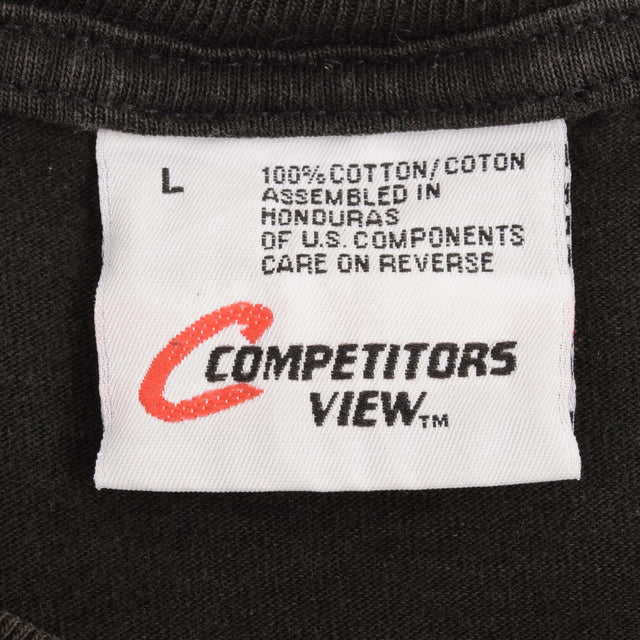 L
100% COTTON/COTON
ASSEMBLED IN
HONDURAS
OF U.S. COMPONENTS
CARE ON REVERSE
C COMPETITORS
VIEW™